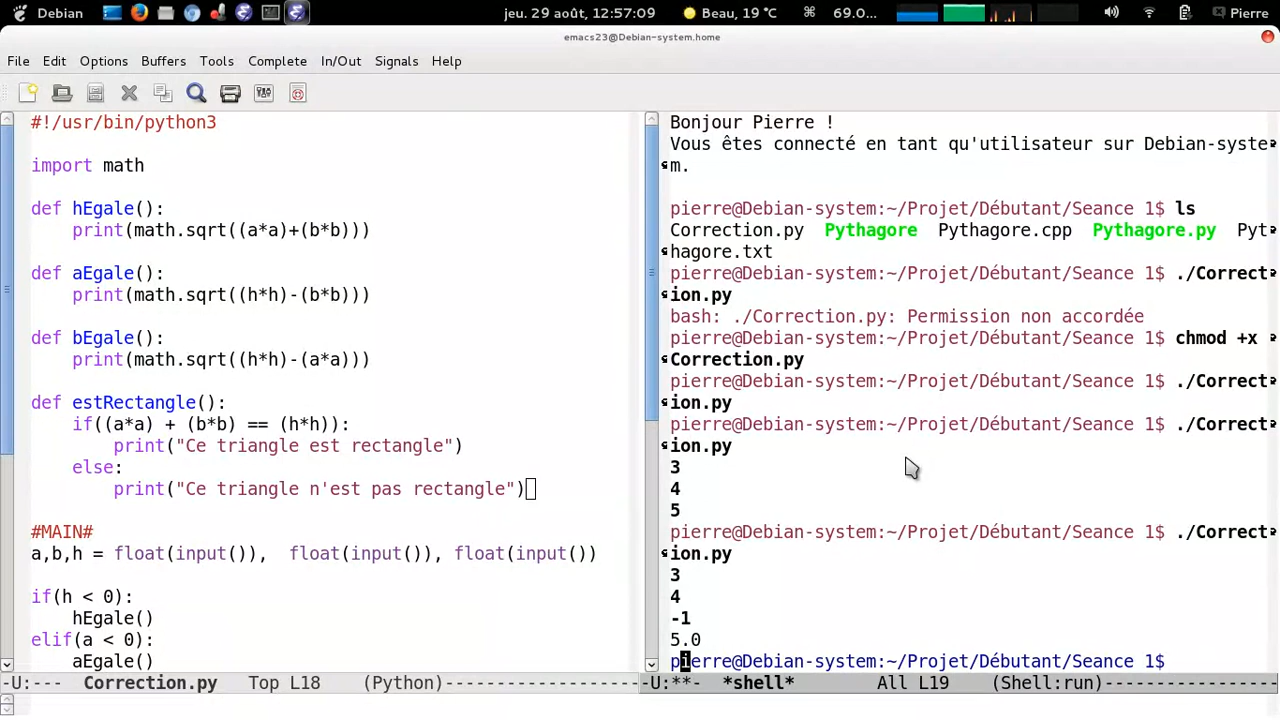 Debian
jeu. 29 août, 12:57:09
Beau, 19 °C
69.0...
Pierre
emacs23@Debian-system.home
File Edit Options Buffers Tools Complete In/Out Signals Help
#!/usr/bin/python3
import math
def hEgale():
print(math.sqrt((a*a)+(b*b)))
def aEgale():
print(math.sqrt((h*h)-(b*b)))
def bEgale():
print(math.sqrt((h*h)-(a*a)))
def estRectangle():
if((a*a) + (b*b) == (h*h)):
print("Ce triangle est rectangle")
else:
print("Ce triangle n'est pas rectangle")
#MAIN#
a,b,h = float(input()),  float(input()), float(input())
if(h < 0):
hEgale()
elif(a < 0):
aEgale()
-U:--- Correction.py Top L18 (Python)----------------
Bonjour Pierre !
Vous êtes connecté en tant qu'utilisateur sur Debian-syste
m.
pierre@Debian-system:~/Projet/Débutant/Seance 1$ ls
Correction.py Pythagore Pythagore.cpp Pythagore.py Pyt
hagore.txt
pierre@Debian-system:~/Projet/Débutant/Seance 1$ ./Correct
ion.py
bash: ./Correction.py: Permission non accordée
pierre@Debian-system:~/Projet/Débutant/Seance 1$ chmod +x
Correction.py
pierre@Debian-system:~/Projet/Débutant/Seance 1$ ./Correct
ion.py
pierre@Debian-system:~/Projet/Débutant/Seance 1$ ./Correct
ion.py
3
4
5
pierre@Debian-system:~/Projet/Débutant/Seance 1$ ./Correct
ion.py
3
4
-1
5.0
pierre@Debian-system:~/Projet/Débutant/Seance 1$
-U:**- *shell* All L19 (Shell:run)-----------------